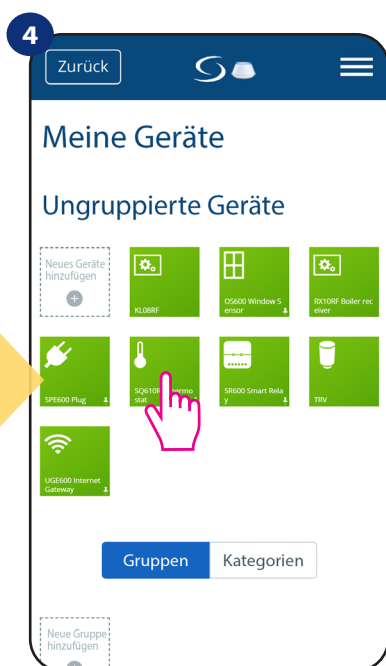 4
Zurück
Meine Geräte
Ungruppierte Geräte
Neues Geräte
hinzufügen
KL08RF
OS600 Window S
ensor
RX10RF Boiler rec
eiver
SPE600 Plug
SQ610RF
stat
SR600 Smart Rela
y
TRV
UGE600 Internet
Gateway
Gruppen
Kategorien
Neue Gruppe
hinzufügen